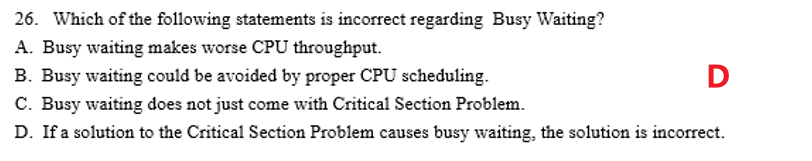 26. Which of the following statements is incorrect regarding Busy Waiting?
A. Busy waiting makes worse CPU throughput.
B. Busy waiting could be avoided by proper CPU scheduling.
D
C. Busy waiting does not just come with Critical Section Problem.
D. If a solution to the Critical Section Problem causes busy waiting, the solution is incorrect.